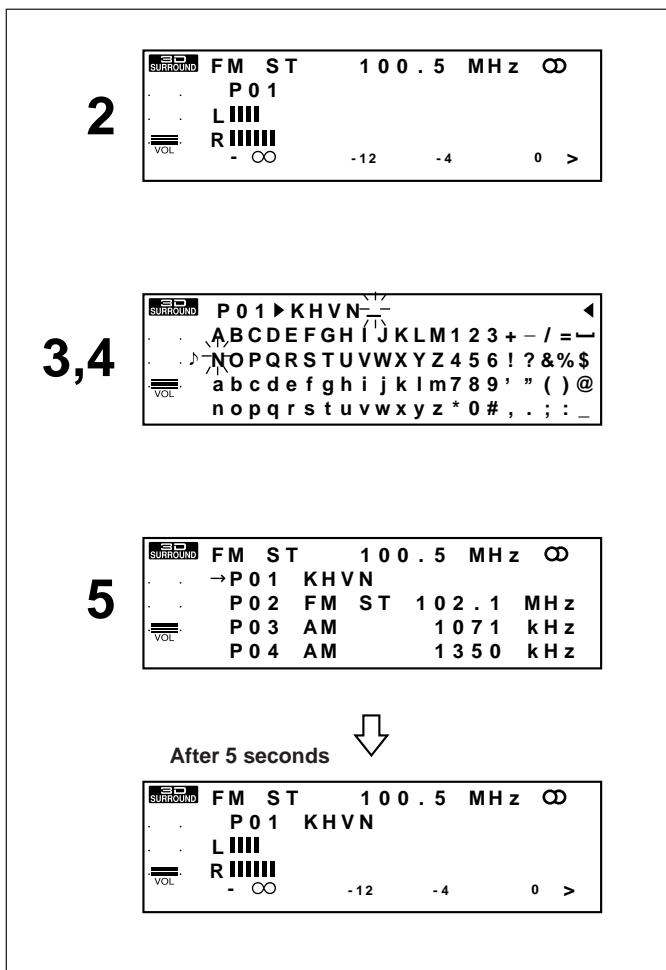 2
3D SURROUND
FM ST 100.5 MHz
P01
L
R
VOL
- ∞ -12 -4 0 >
3,4
3D SURROUND
P01▶KHVN_ ◀
ABCDEFGHIJKLM123+−/=⎵
♪ NOPQRSTUVWXYZ456!?&%$
VOL
abcdefghijklm789’”()@
nopqrstuvwxyz*0#,.;:_
5
3D SURROUND
FM ST 100.5 MHz
→P01 KHVN
P02 FM ST 102.1 MHz
VOL
P03 AM 1071 kHz
P04 AM 1350 kHz
After 5 seconds
3D SURROUND
FM ST 100.5 MHz
P01 KHVN
L
R
VOL
- ∞ -12 -4 0 >